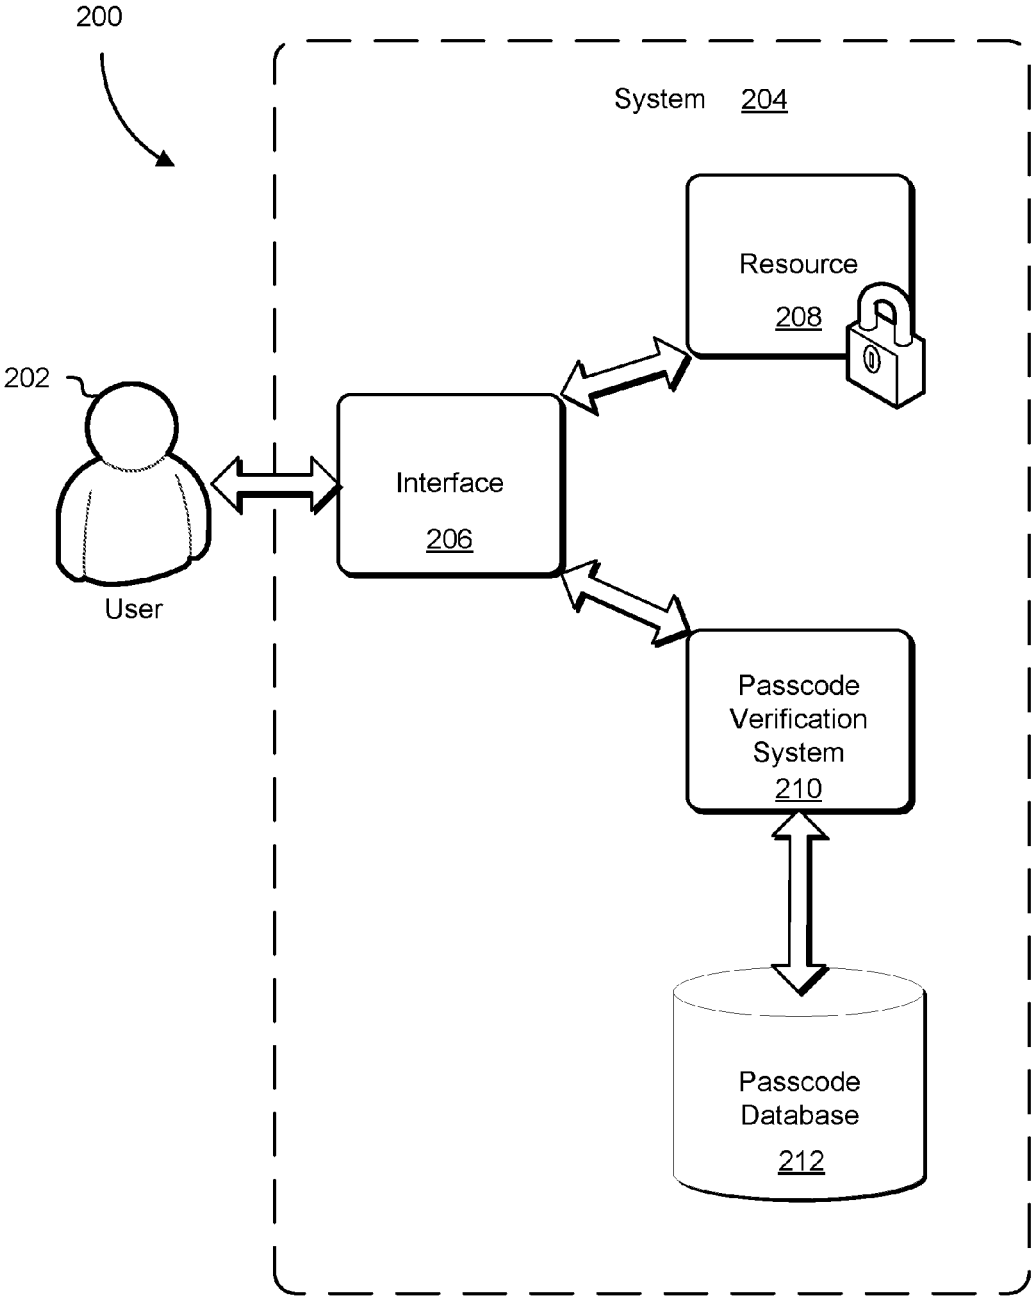 200
System 204
Resource
208
202
Interface
206
User
Passcode
Verification
System
210
Passcode
Database
212